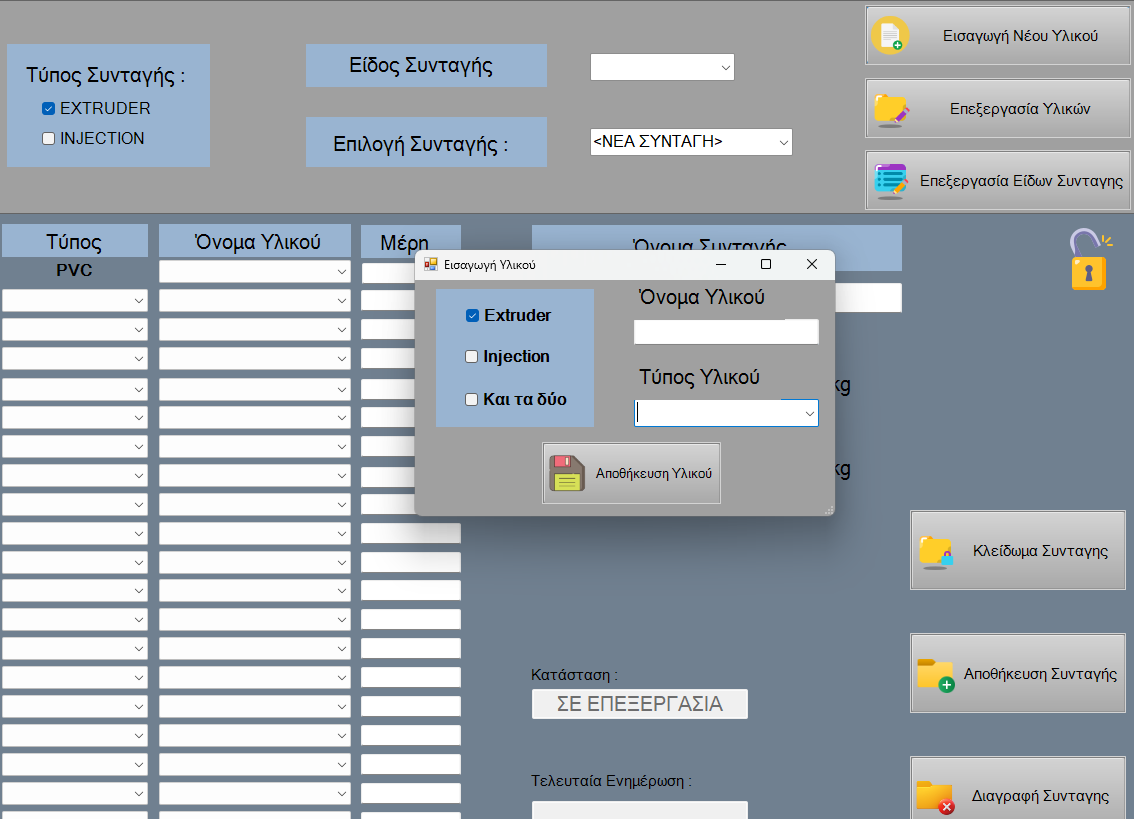 Τύπος Συνταγής :
EXTRUDER
INJECTION
Είδος Συνταγής
Επιλογή Συνταγής :
<ΝΕΑ ΣΥΝΤΑΓΗ>
Εισαγωγή Νέου Υλικού
Επεξεργασία Υλικών
Επεξεργασία Είδων Συνταγης
Τύπος
Όνομα Υλικού
Μέρη
Όνομα Συνταγής
PVC
Εισαγωγή Υλικού
Extruder
Injection
Και τα δύο
Όνομα Υλικού
Τύπος Υλικού
Αποθήκευση Υλικού
kg
kg
Κλείδωμα Συνταγης
Αποθήκευση Συνταγής
Διαγραφή Συνταγης
Κατάσταση :
ΣΕ ΕΠΕΞΕΡΓΑΣΙΑ
Τελευταία Ενημέρωση :